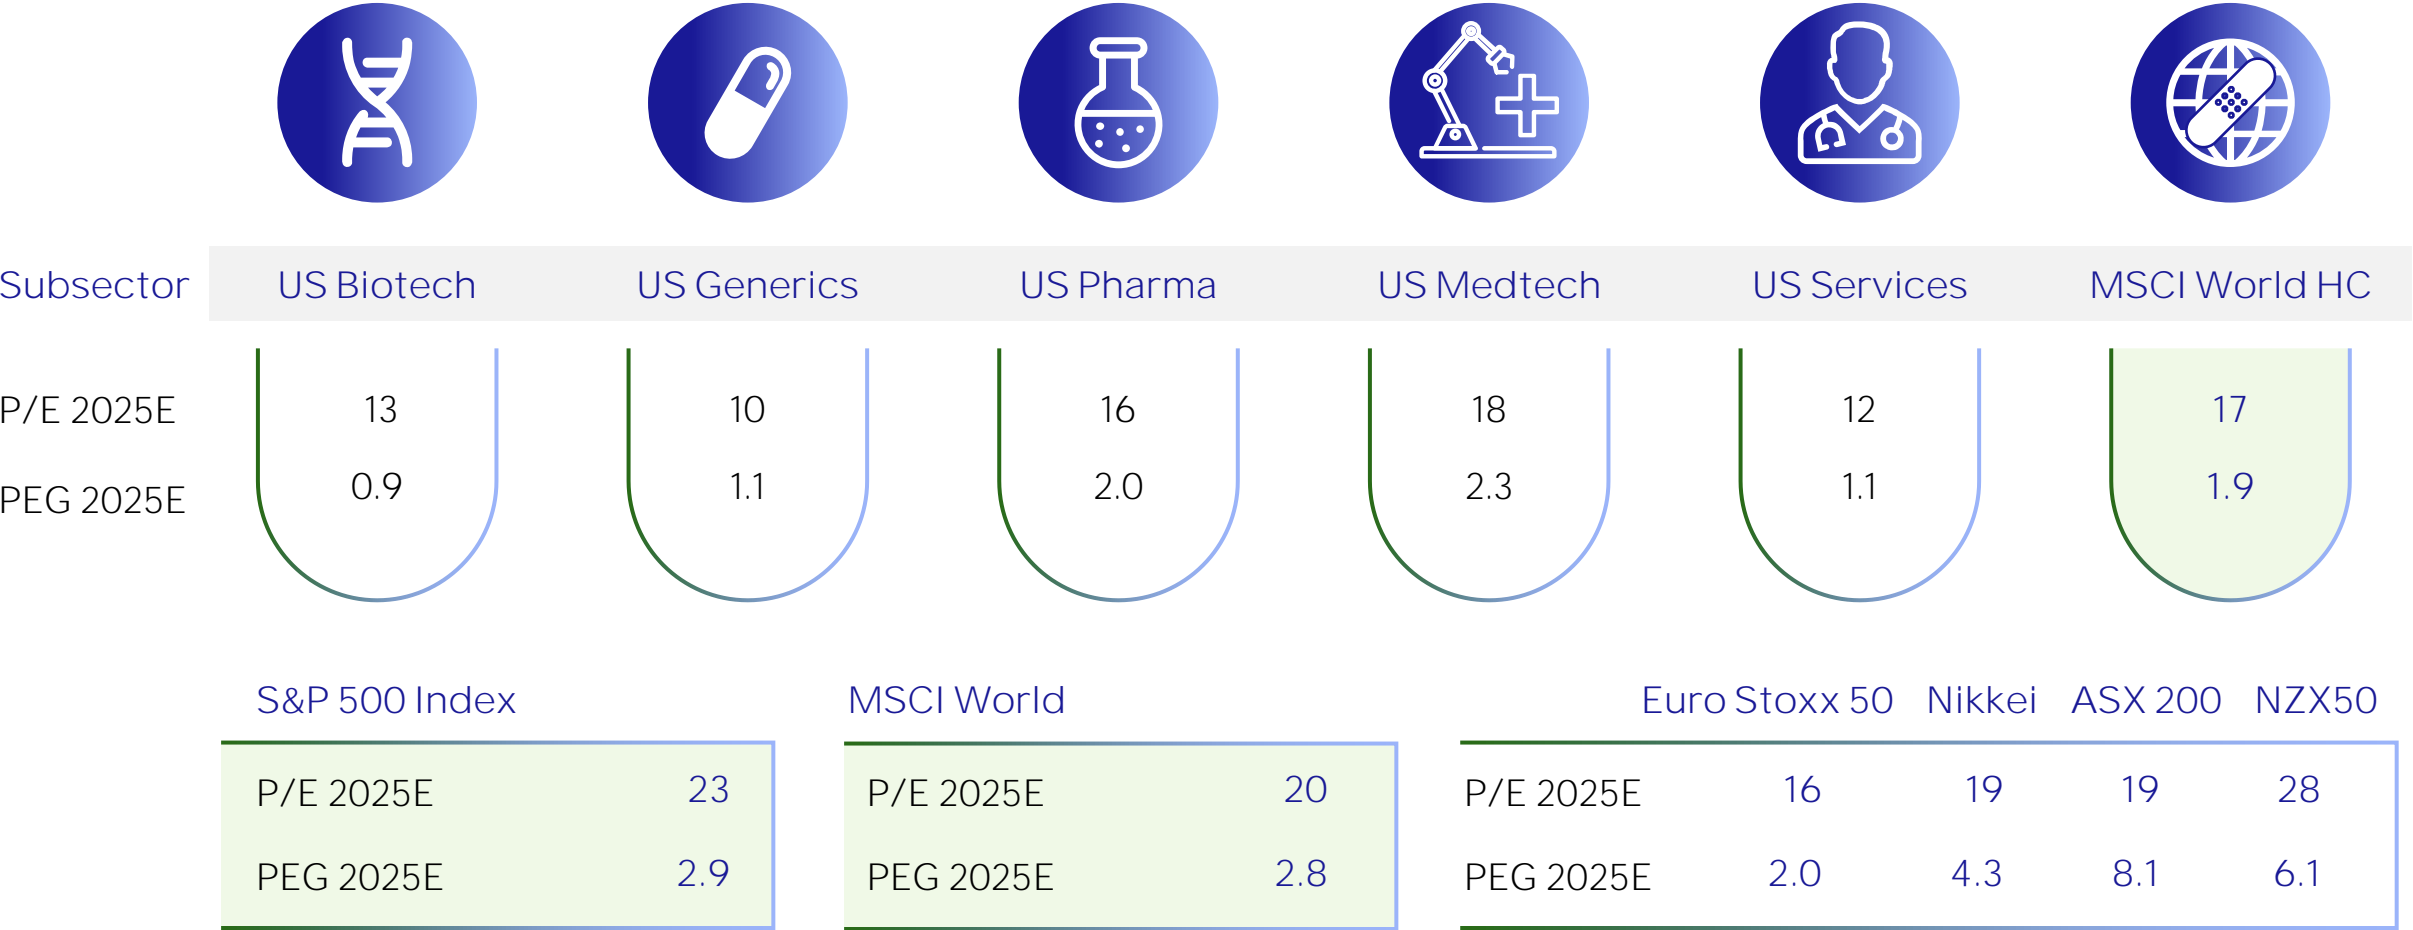 Subsector US Biotech US Generics US Pharma US Medtech US Services MSCI World HC
P/E 2025E 13 10 16 18 12 17
PEG 2025E 0.9 1.1 2.0 2.3 1.1 1.9
S&P 500 Index
P/E 2025E 23
PEG 2025E 2.9
MSCI World
P/E 2025E 20
PEG 2025E 2.8
Euro Stoxx 50 Nikkei ASX 200 NZX50
P/E 2025E 16 19 19 28
PEG 2025E 2.0 4.3 8.1 6.1